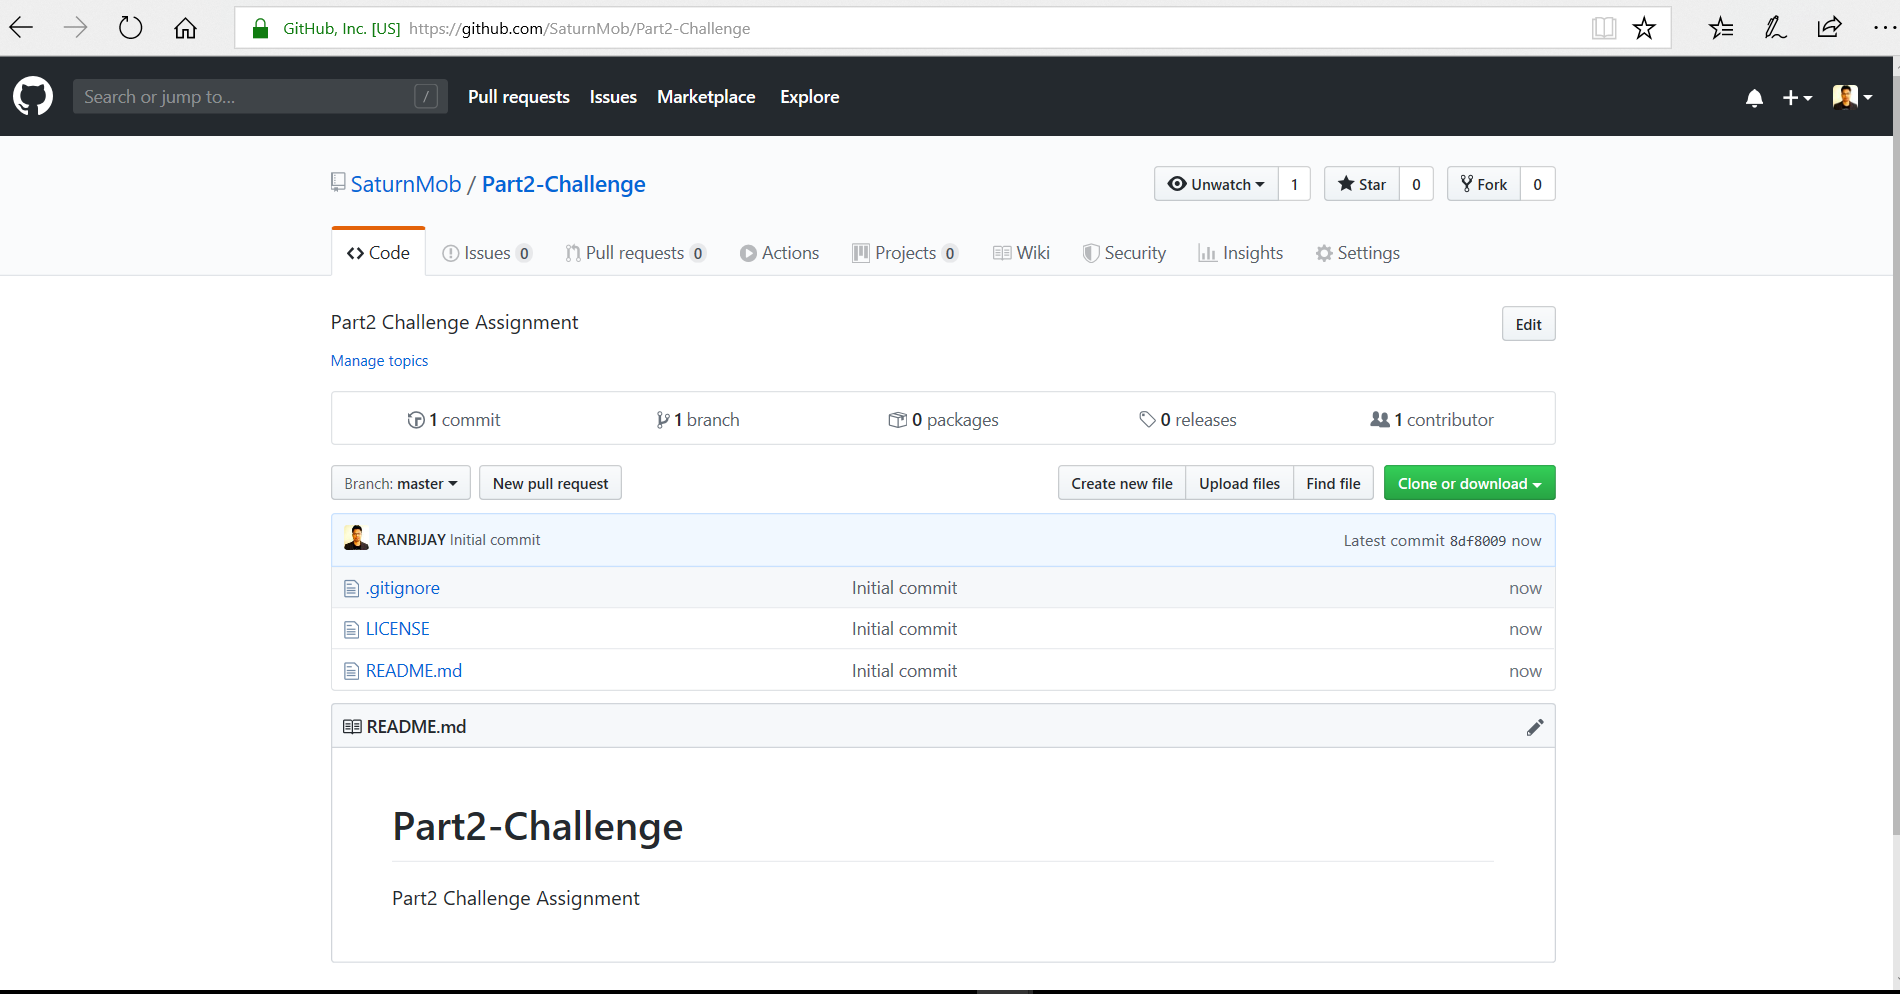 GitHub, Inc. [US] https://github.com/SaturnMob/Part2-Challenge
Search or jump to... / Pull requests Issues Marketplace Explore
SaturnMob / Part2-Challenge Unwatch 1 Star 0 Fork 0
Code Issues 0 Pull requests 0 Actions Projects 0 Wiki Security Insights Settings
Part2 Challenge Assignment Edit
Manage topics
1 commit 1 branch 0 packages 0 releases 1 contributor
Branch: master New pull request Create new file Upload files Find file Clone or download
RANBIJAY Initial commit Latest commit 8df8009 now
.gitignore Initial commit now
LICENSE Initial commit now
README.md Initial commit now
README.md
Part2-Challenge
Part2 Challenge Assignment